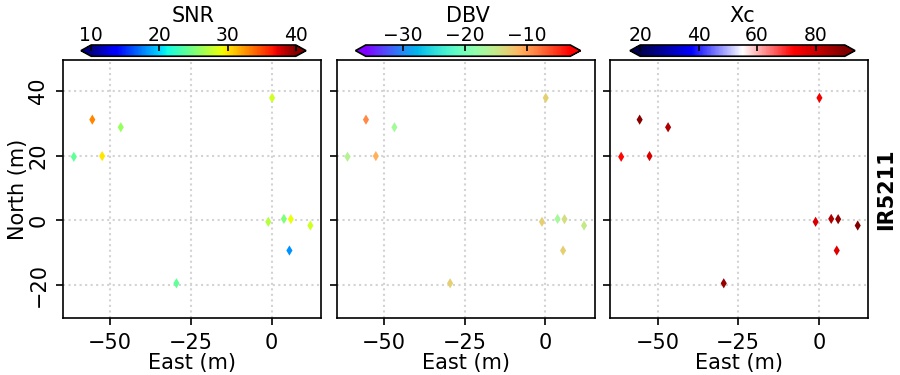 SNR DBV Xc
10 20 30 40 −30 −20 −10 20 40 60 80
40
20
0
−20
North (m)
IR5211
−50 −25 0 −50 −25 0 −50 −25 0
East (m) East (m) East (m)